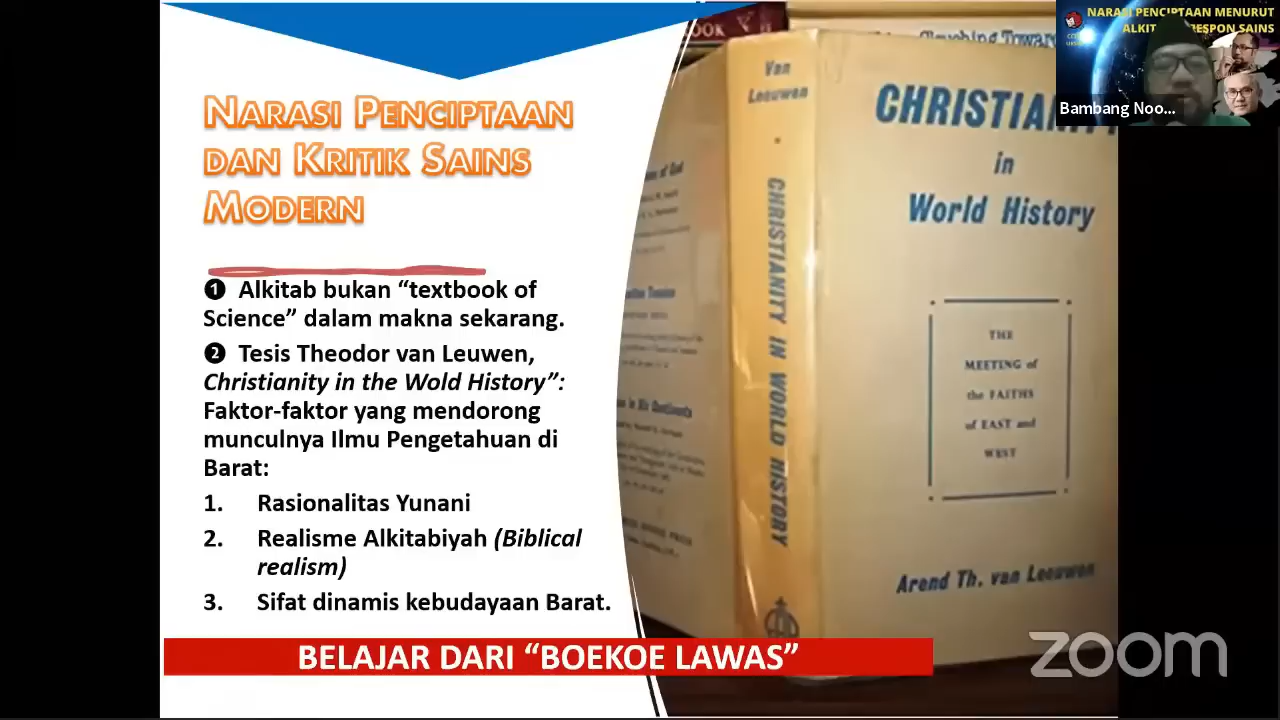 NARASI PENCIPTAAN
DAN KRITIK SAINS
MODERN
❶ Alkitab bukan “textbook of
Science” dalam makna sekarang.
❷ Tesis Theodor van Leuwen,
Christianity in the Wold History”:
Faktor-faktor yang mendorong
munculnya Ilmu Pengetahuan di
Barat:
1. Rasionalitas Yunani
2. Realisme Alkitabiyah (Biblical
realism)
3. Sifat dinamis kebudayaan Barat.
BELAJAR DARI “BOEKOE LAWAS”
Van
Leeuwen
CHRISTIANITY IN WORLD HISTORY
in
World History
THE
MEETING of
the FAITHS
of EAST and
WEST
Arend Th. van Leeuwen
NARASI PENCIPTAAN MENURUT
Bambang Noo...
zoom